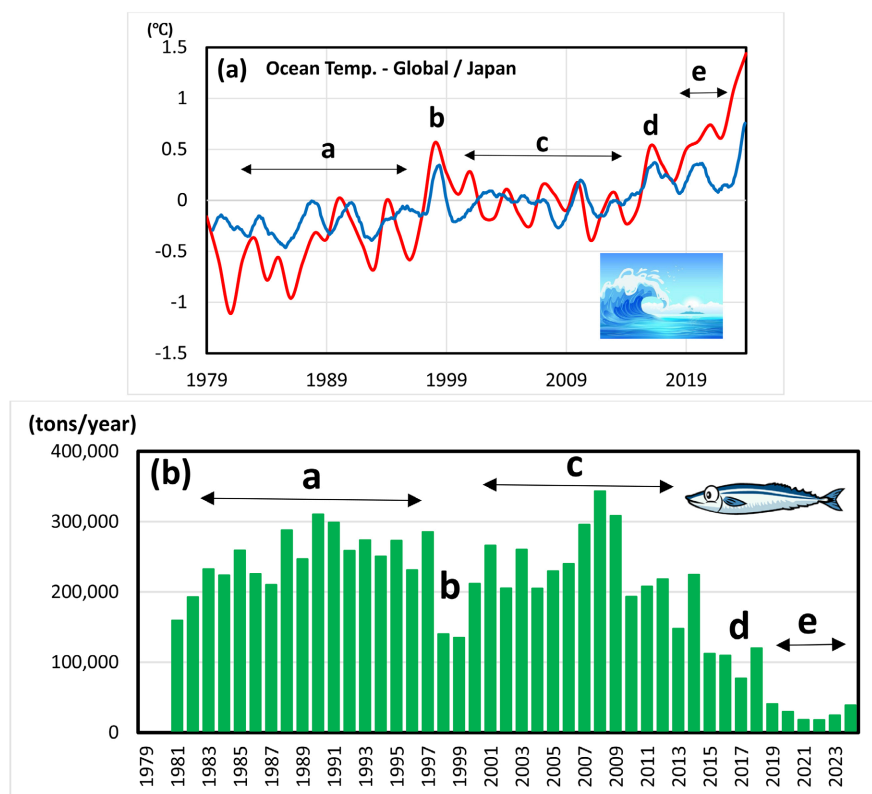 (℃)
(a) Ocean Temp. - Global / Japan
1.5
1
0.5
0
-0.5
-1
-1.5
a
b
c
d
e
1979 1989 1999 2009 2019
(tons/year)
(b)
400,000
300,000
200,000
100,000
0
a
b
c
d
e
1979 1981 1983 1985 1987 1989 1991 1993 1995 1997 1999 2001 2003 2005 2007 2009 2011 2013 2015 2017 2019 2021 2023